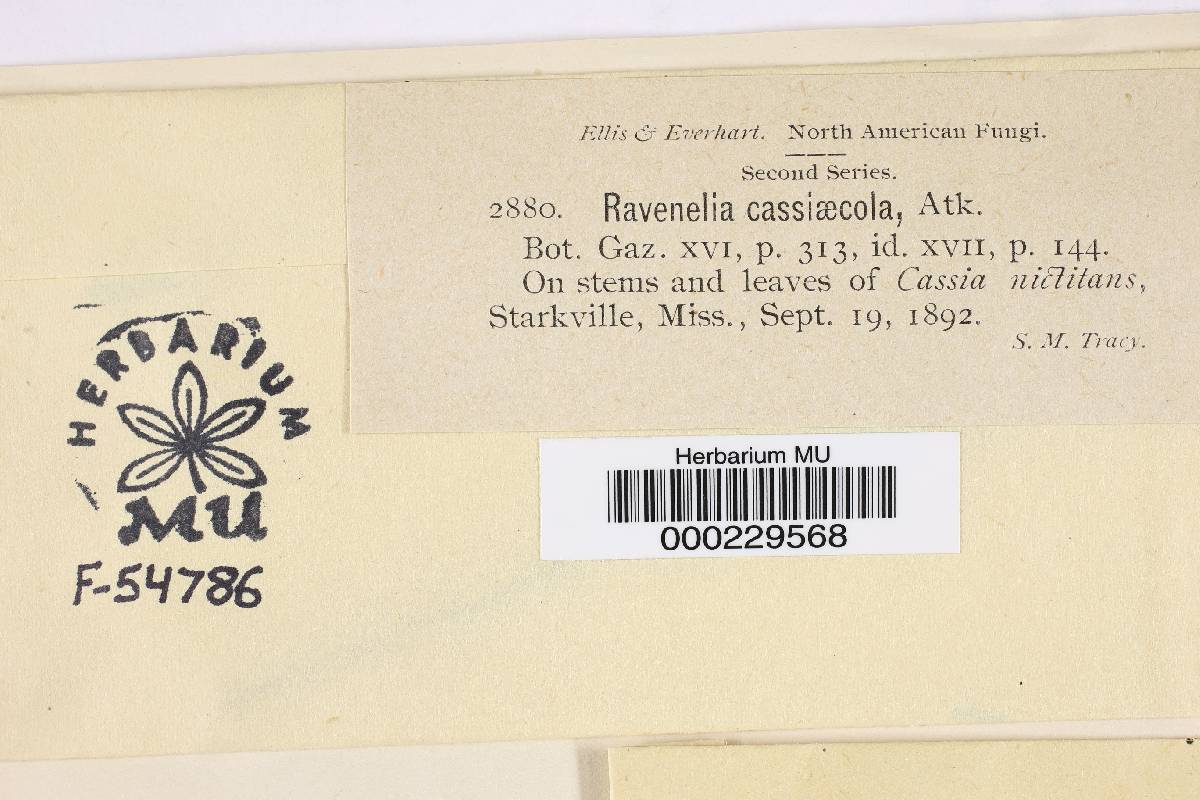 Ellis & Everhart. North American Fungi.
Second Series.
2880. Ravenelia cassiæcola, Atk.
Bot. Gaz. XVI, p. 313, id. XVII, p. 144.
On stems and leaves of Cassia nictitans,
Starkville, Miss., Sept. 19, 1892.
S. M. Tracy.
HERBARIUM
MU
F-54786
Herbarium MU
000229568